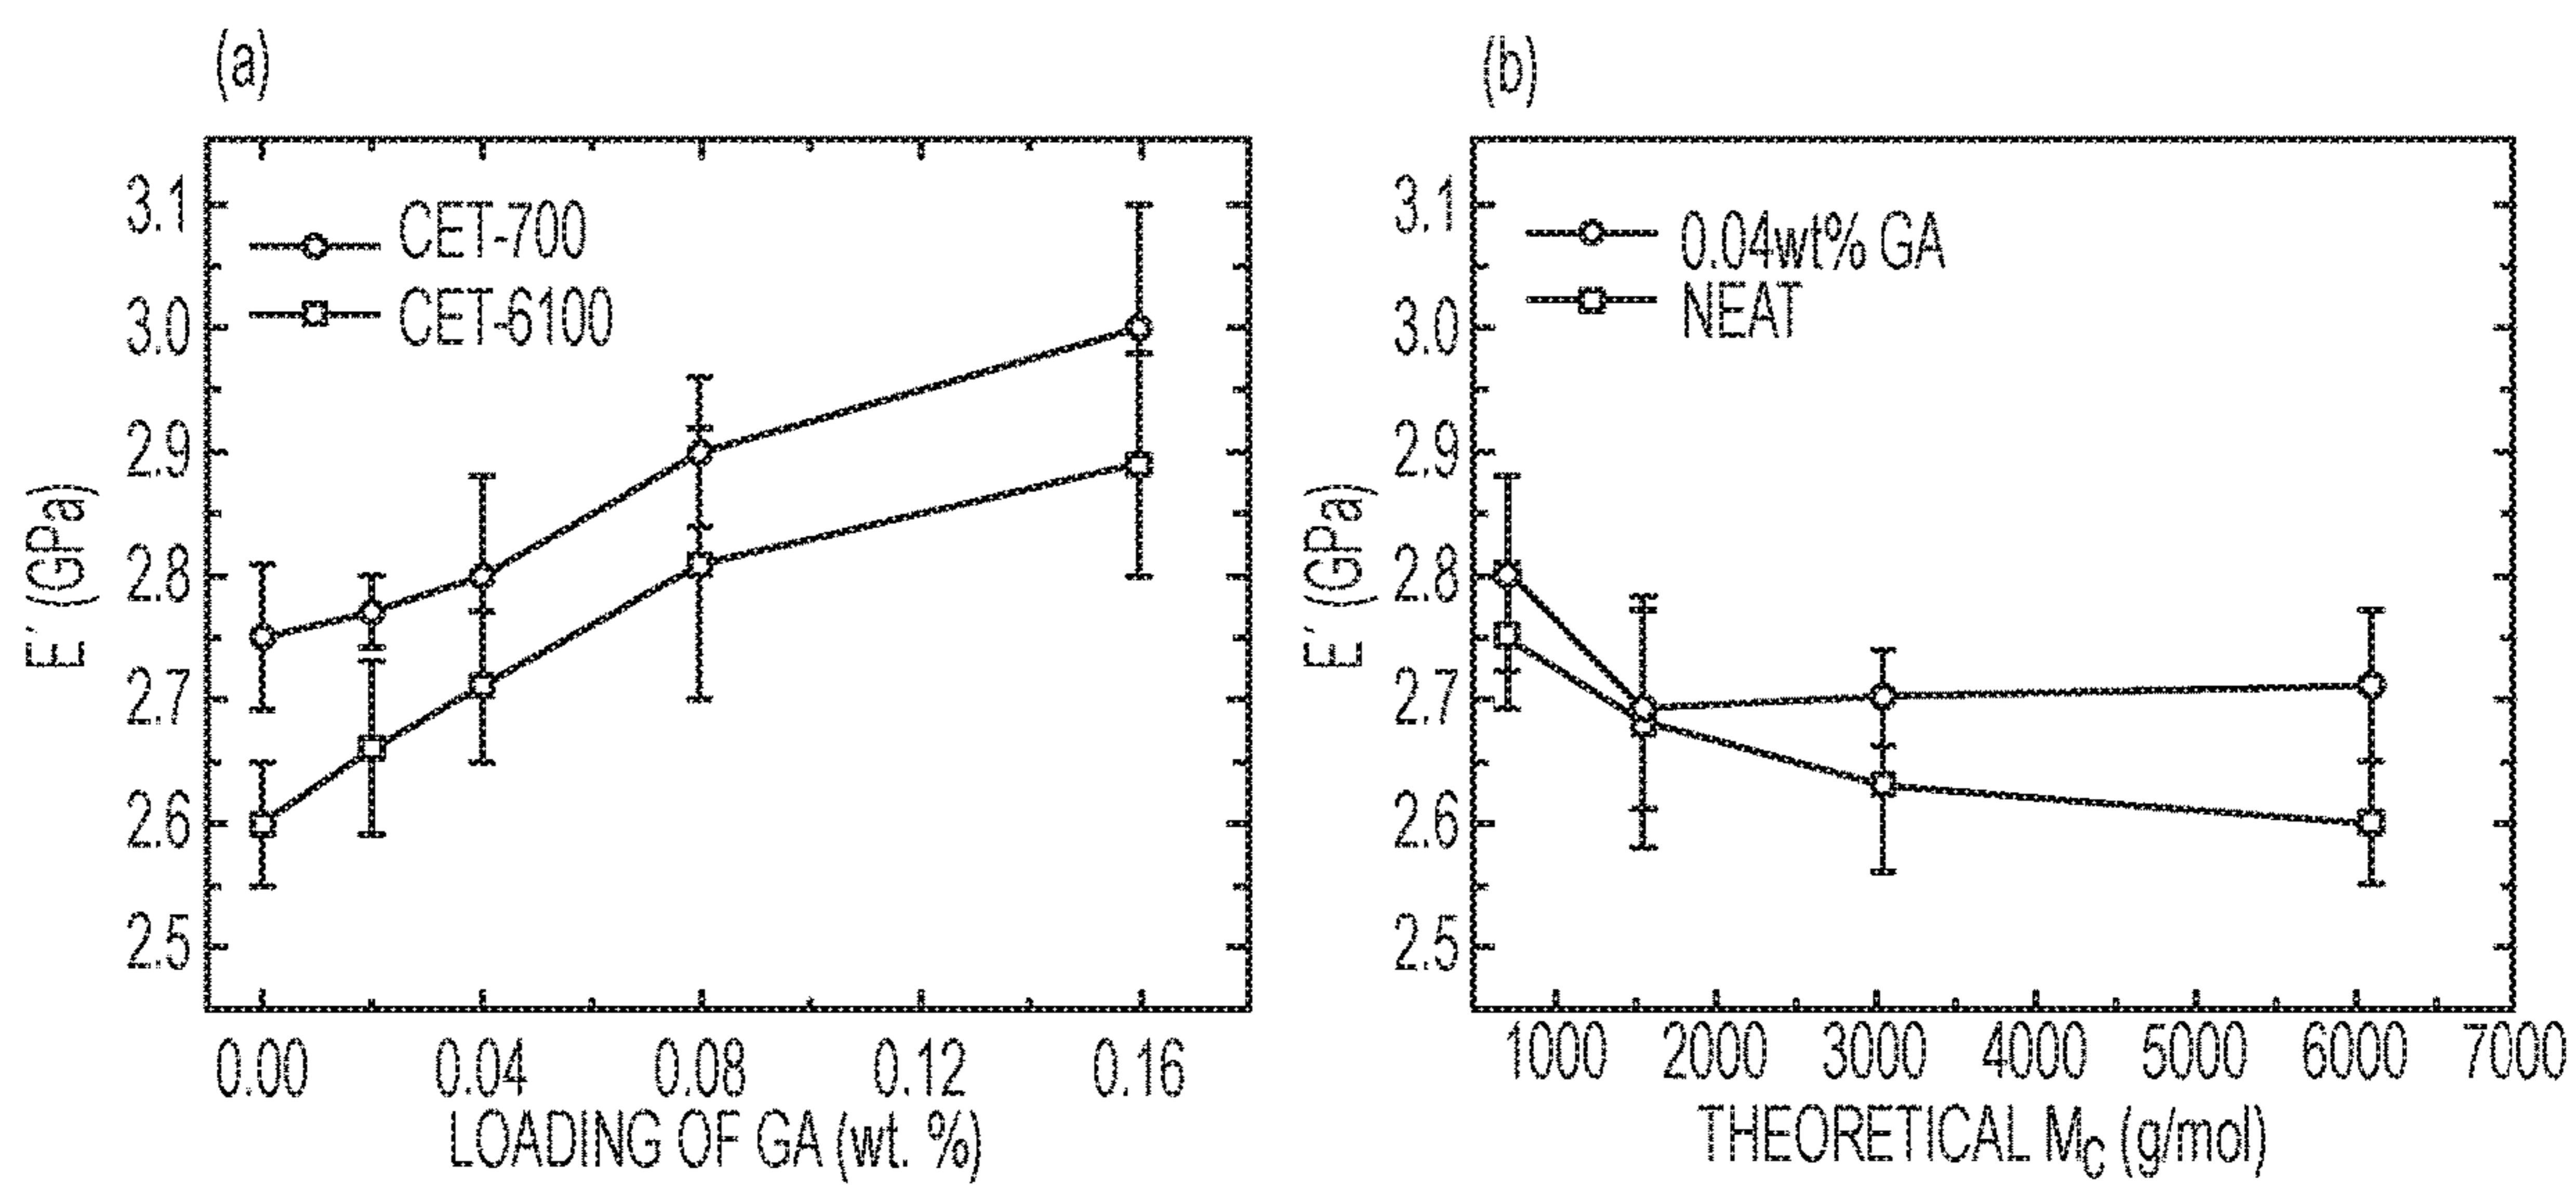 (a)
E´ (GPa)
3.1
3.0
2.9
2.8
2.7
2.6
2.5
CET-700
CET-6100
0.00 0.04 0.08 0.12 0.16
LOADING OF GA (wt. %)
(b)
E´ (GPa)
3.1
3.0
2.9
2.8
2.7
2.6
2.5
0.04wt% GA
NEAT
1000 2000 3000 4000 5000 6000 7000
THEORETICAL Mc (g/mol)